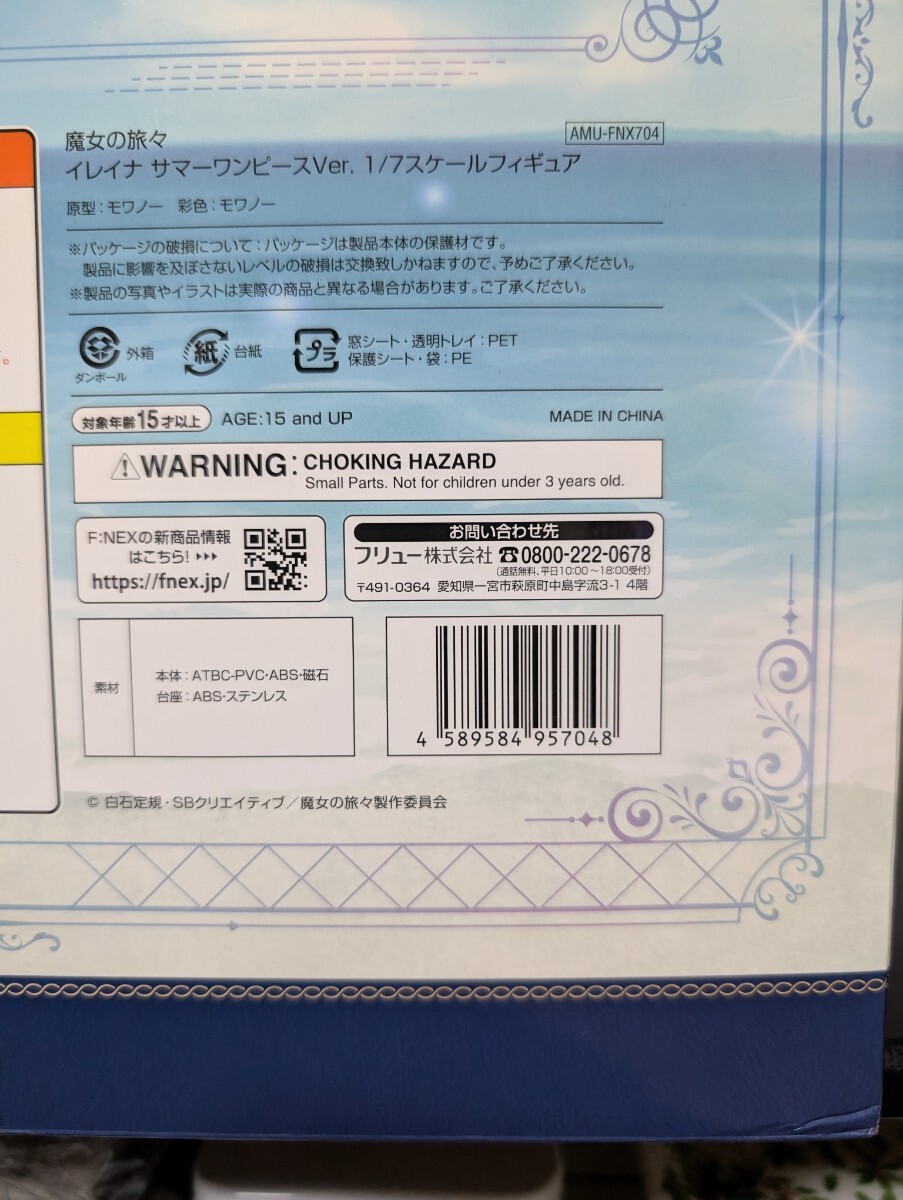 魔女の旅々
AMU-FNX704
イレイナ サマーワンピースVer. 1/7スケールフィギュア
原型：モワノー 彩色：モワノー
※パッケージの破損について：パッケージは製品本体の保護材です。
製品に影響を及ぼさないレベルの破損は交換致しかねますので、予めご了承ください。
※製品の写真やイラストは実際の商品と異なる場合があります。ご了承ください。
ダンボール
外箱
紙
台紙
プラ
窓シート・透明トレイ：PET
保護シート・袋：PE
対象年齢15才以上 AGE:15 and UP
MADE IN CHINA
WARNING: CHOKING HAZARD
Small Parts. Not for children under 3 years old.
F:NEXの新商品情報
はこちら!
https://fnex.jp/
お問い合わせ先
フリュー株式会社 ☎0800-222-0678
（通話無料、平日10:00～18:00受付）
〒491-0364 愛知県一宮市萩原町中島字流3-1 4階
素材
本体：ATBC-PVC・ABS・磁石
台座：ABS・ステンレス
4 589584 957048
© 白石定規・SBクリエイティブ／魔女の旅々製作委員会
。